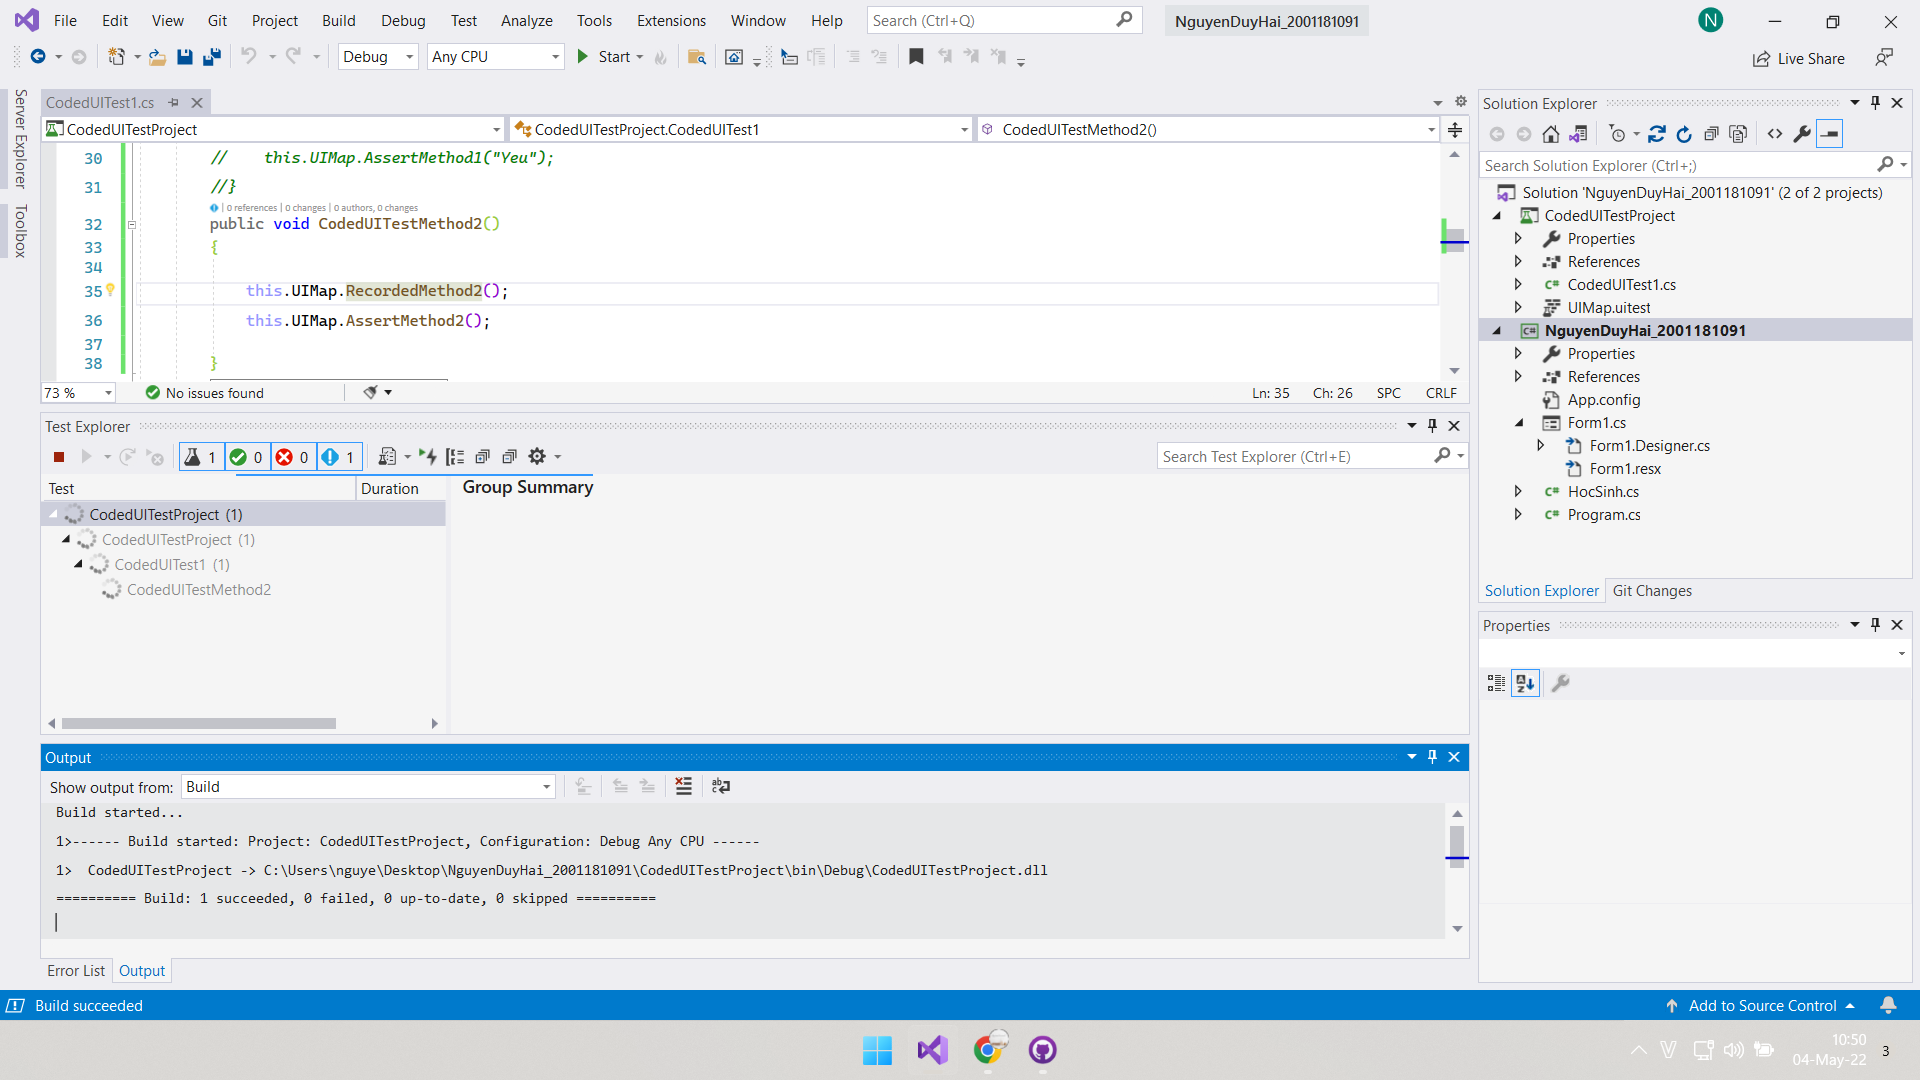 File Edit View Git Project Build Debug Test Analyze Tools Extensions Window Help Search (Ctrl+Q) NguyenDuyHai_2001181091 N
Debug Any CPU Start Live Share
Server Explorer
Toolbox
CodedUITest1.cs
CodedUITestProject CodedUITestProject.CodedUITest1 CodedUITestMethod2()
30 // this.UIMap.AssertMethod1("Yeu");
31 //}
0 references | 0 changes | 0 authors, 0 changes
32 public void CodedUITestMethod2()
33 {
34
35 this.UIMap.RecordedMethod2();
36 this.UIMap.AssertMethod2();
37
38 }
73 % No issues found Ln: 35 Ch: 26 SPC CRLF
Test Explorer
1 0 0 1 Search Test Explorer (Ctrl+E)
Test Duration Group Summary
CodedUITestProject (1)
CodedUITestProject (1)
CodedUITest1 (1)
CodedUITestMethod2
Output
Show output from: Build
Build started...
1>------ Build started: Project: CodedUITestProject, Configuration: Debug Any CPU ------
1>  CodedUITestProject -> C:\Users\nguye\Desktop\NguyenDuyHai_2001181091\CodedUITestProject\bin\Debug\CodedUITestProject.dll
========== Build: 1 succeeded, 0 failed, 0 up-to-date, 0 skipped ==========
Error List Output
Solution Explorer
Search Solution Explorer (Ctrl+;)
Solution 'NguyenDuyHai_2001181091' (2 of 2 projects)
CodedUITestProject
Properties
References
C# CodedUITest1.cs
UIMap.uitest
C# NguyenDuyHai_2001181091
Properties
References
App.config
Form1.cs
Form1.Designer.cs
Form1.resx
C# HocSinh.cs
C# Program.cs
Solution Explorer Git Changes
Properties
Build succeeded Add to Source Control
10:50
04-May-22 3